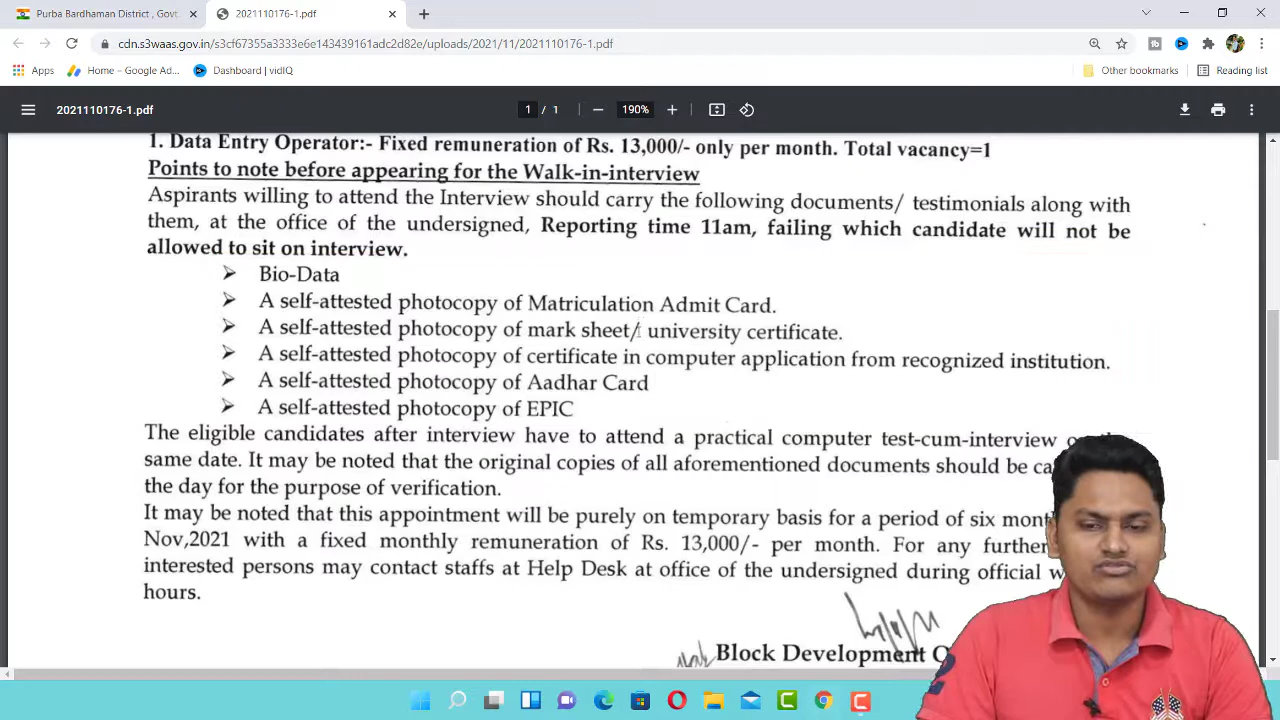 Purba Bardhaman District , Govt
2021110176-1.pdf
cdn.s3waas.gov.in/s3cf67355a3333e6e143439161adc2d82e/uploads/2021/11/2021110176-1.pdf
Apps
Home – Google Ad...
Dashboard | vidIQ
Other bookmarks
Reading list
2021110176-1.pdf
1 / 1
190%
1. Data Entry Operator:- Fixed remuneration of Rs. 13,000/- only per month. Total vacancy=1
Points to note before appearing for the Walk-in-interview
Aspirants willing to attend the Interview should carry the following documents/ testimonials along with
them, at the office of the undersigned, Reporting time 11am, failing which candidate will not be
allowed to sit on interview.
➢ Bio-Data
➢ A self-attested photocopy of Matriculation Admit Card.
➢ A self-attested photocopy of mark sheet/ university certificate.
➢ A self-attested photocopy of certificate in computer application from recognized institution.
➢ A self-attested photocopy of Aadhar Card
➢ A self-attested photocopy of EPIC
The eligible candidates after interview have to attend a practical computer test-cum-interview
same date. It may be noted that the original copies of all aforementioned documents should be
the day for the purpose of verification.
It may be noted that this appointment will be purely on temporary basis for a period of six
Nov,2021 with a fixed monthly remuneration of Rs. 13,000/- per month. For any further
interested persons may contact staffs at Help Desk at office of the undersigned during official
hours.
Block Development